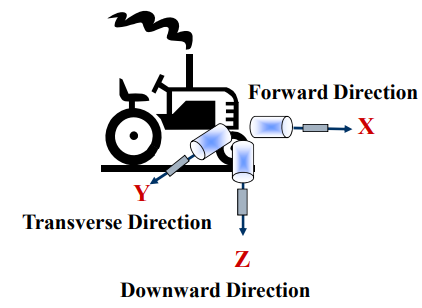 Forward Direction
X
Y
Transverse Direction
Z
Downward Direction